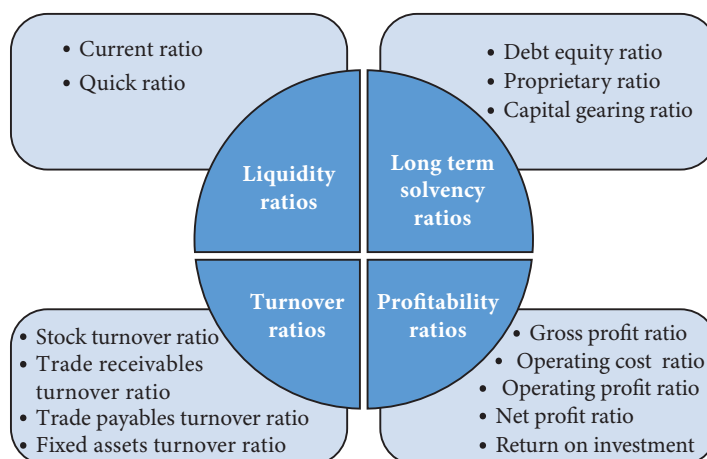 • Current ratio
• Quick ratio
• Debt equity ratio
• Proprietary ratio
• Capital gearing ratio
Liquidity
ratios
Long term
solvency
ratios
Turnover
ratios
Profitability
ratios
• Stock turnover ratio
• Trade receivables
turnover ratio
• Trade payables turnover ratio
• Fixed assets turnover ratio
• Gross profit ratio
• Operating cost ratio
• Operating profit ratio
• Net profit ratio
• Return on investment